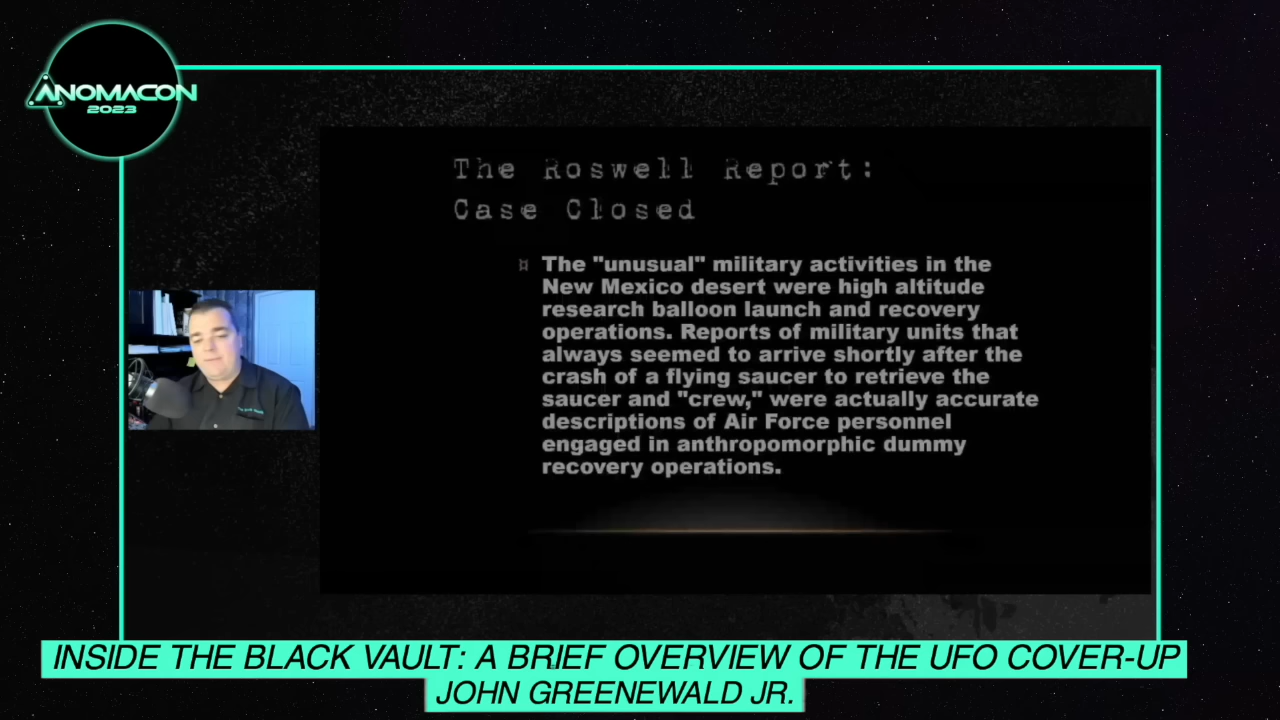 ANOMACON
2023
The Roswell Report:
Case Closed
¤ The "unusual" military activities in the
New Mexico desert were high altitude
research balloon launch and recovery
operations. Reports of military units that
always seemed to arrive shortly after the
crash of a flying saucer to retrieve the
saucer and "crew," were actually accurate
descriptions of Air Force personnel
engaged in anthropomorphic dummy
recovery operations.
INSIDE THE BLACK VAULT: A BRIEF OVERVIEW OF THE UFO COVER-UP
JOHN GREENEWALD JR.